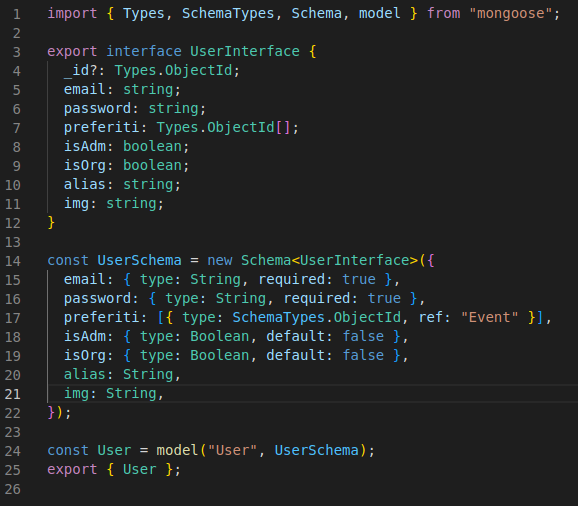 1 import { Types, SchemaTypes, Schema, model } from "mongoose";
2
3 export interface UserInterface {
4   _id?: Types.ObjectId;
5   email: string;
6   password: string;
7   preferiti: Types.ObjectId[];
8   isAdm: boolean;
9   isOrg: boolean;
10   alias: string;
11   img: string;
12 }
13
14 const UserSchema = new Schema<UserInterface>({
15   email: { type: String, required: true },
16   password: { type: String, required: true },
17   preferiti: [{ type: SchemaTypes.ObjectId, ref: "Event" }],
18   isAdm: { type: Boolean, default: false },
19   isOrg: { type: Boolean, default: false },
20   alias: String,
21   img: String,
22 });
23
24 const User = model("User", UserSchema);
25 export { User };
26